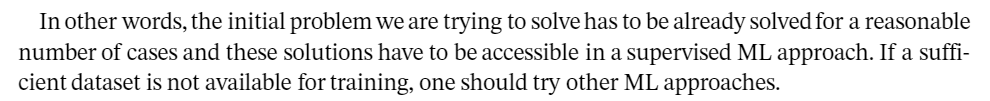 In other words, the initial problem we are trying to solve has to be already solved for a reasonable
number of cases and these solutions have to be accessible in a supervised ML approach. If a suffi-
cient dataset is not available for training, one should try other ML approaches.